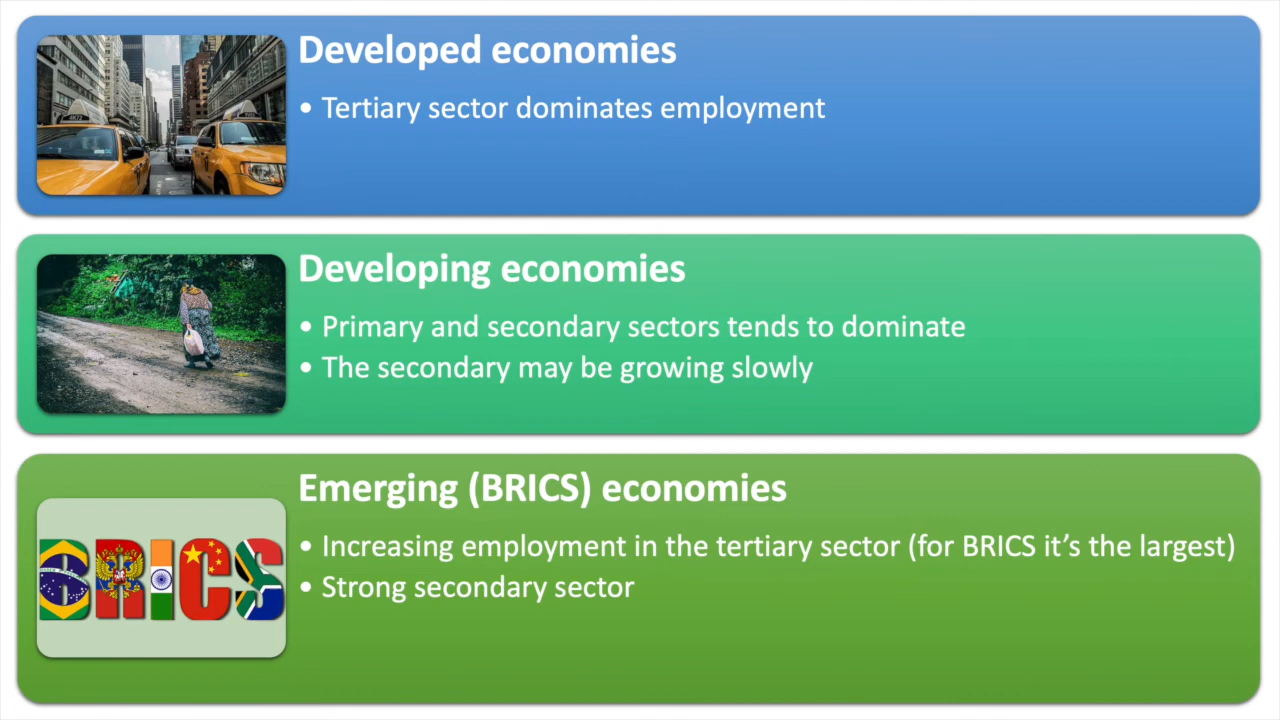 Developed economies
• Tertiary sector dominates employment
Developing economies
• Primary and secondary sectors tends to dominate
• The secondary may be growing slowly
Emerging (BRICS) economies
• Increasing employment in the tertiary sector (for BRICS it's the largest)
• Strong secondary sector
BRICS
4K72